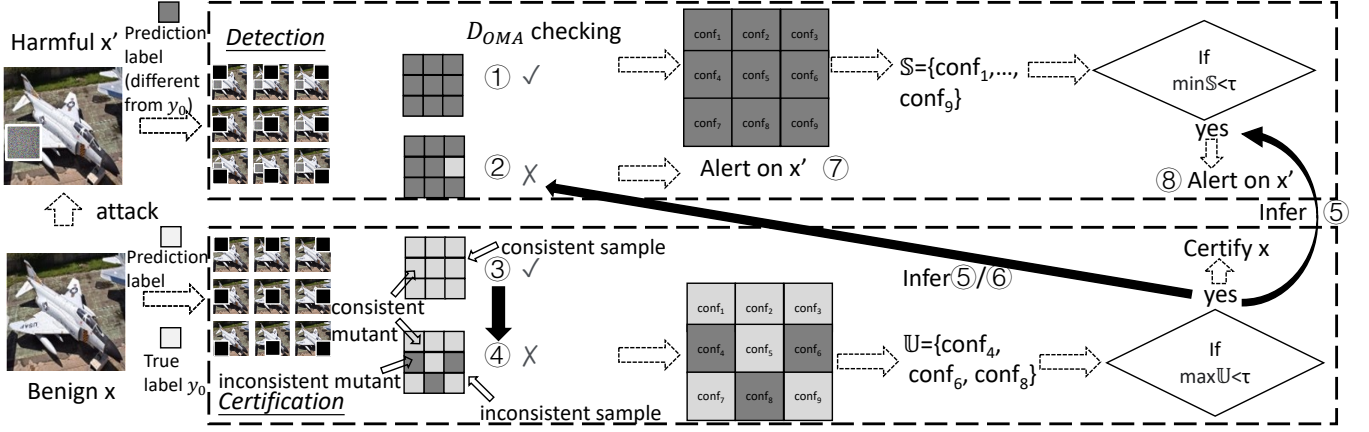 Harmful x'
Prediction
label
(different
from y₀)
Detection
D_OMA checking
① ✓
② ✗
conf₁ conf₂ conf₃
conf₄ conf₅ conf₆
conf₇ conf₈ conf₉
Alert on x' ⑦
𝕊={conf₁,...,
conf₉}
If
min𝕊<τ
yes
⑧ Alert on x'
Infer ⑤
attack
Benign x
Prediction
label
True
label y₀
Certification
consistent sample
③ ✓
consistent
mutant
④ ✗
inconsistent mutant
inconsistent sample
conf₁ conf₂ conf₃
conf₄ conf₅ conf₆
conf₇ conf₈ conf₉
Infer⑤/⑥
𝕌={conf₄,
conf₆, conf₈}
Certify x
yes
If
max𝕌<τ